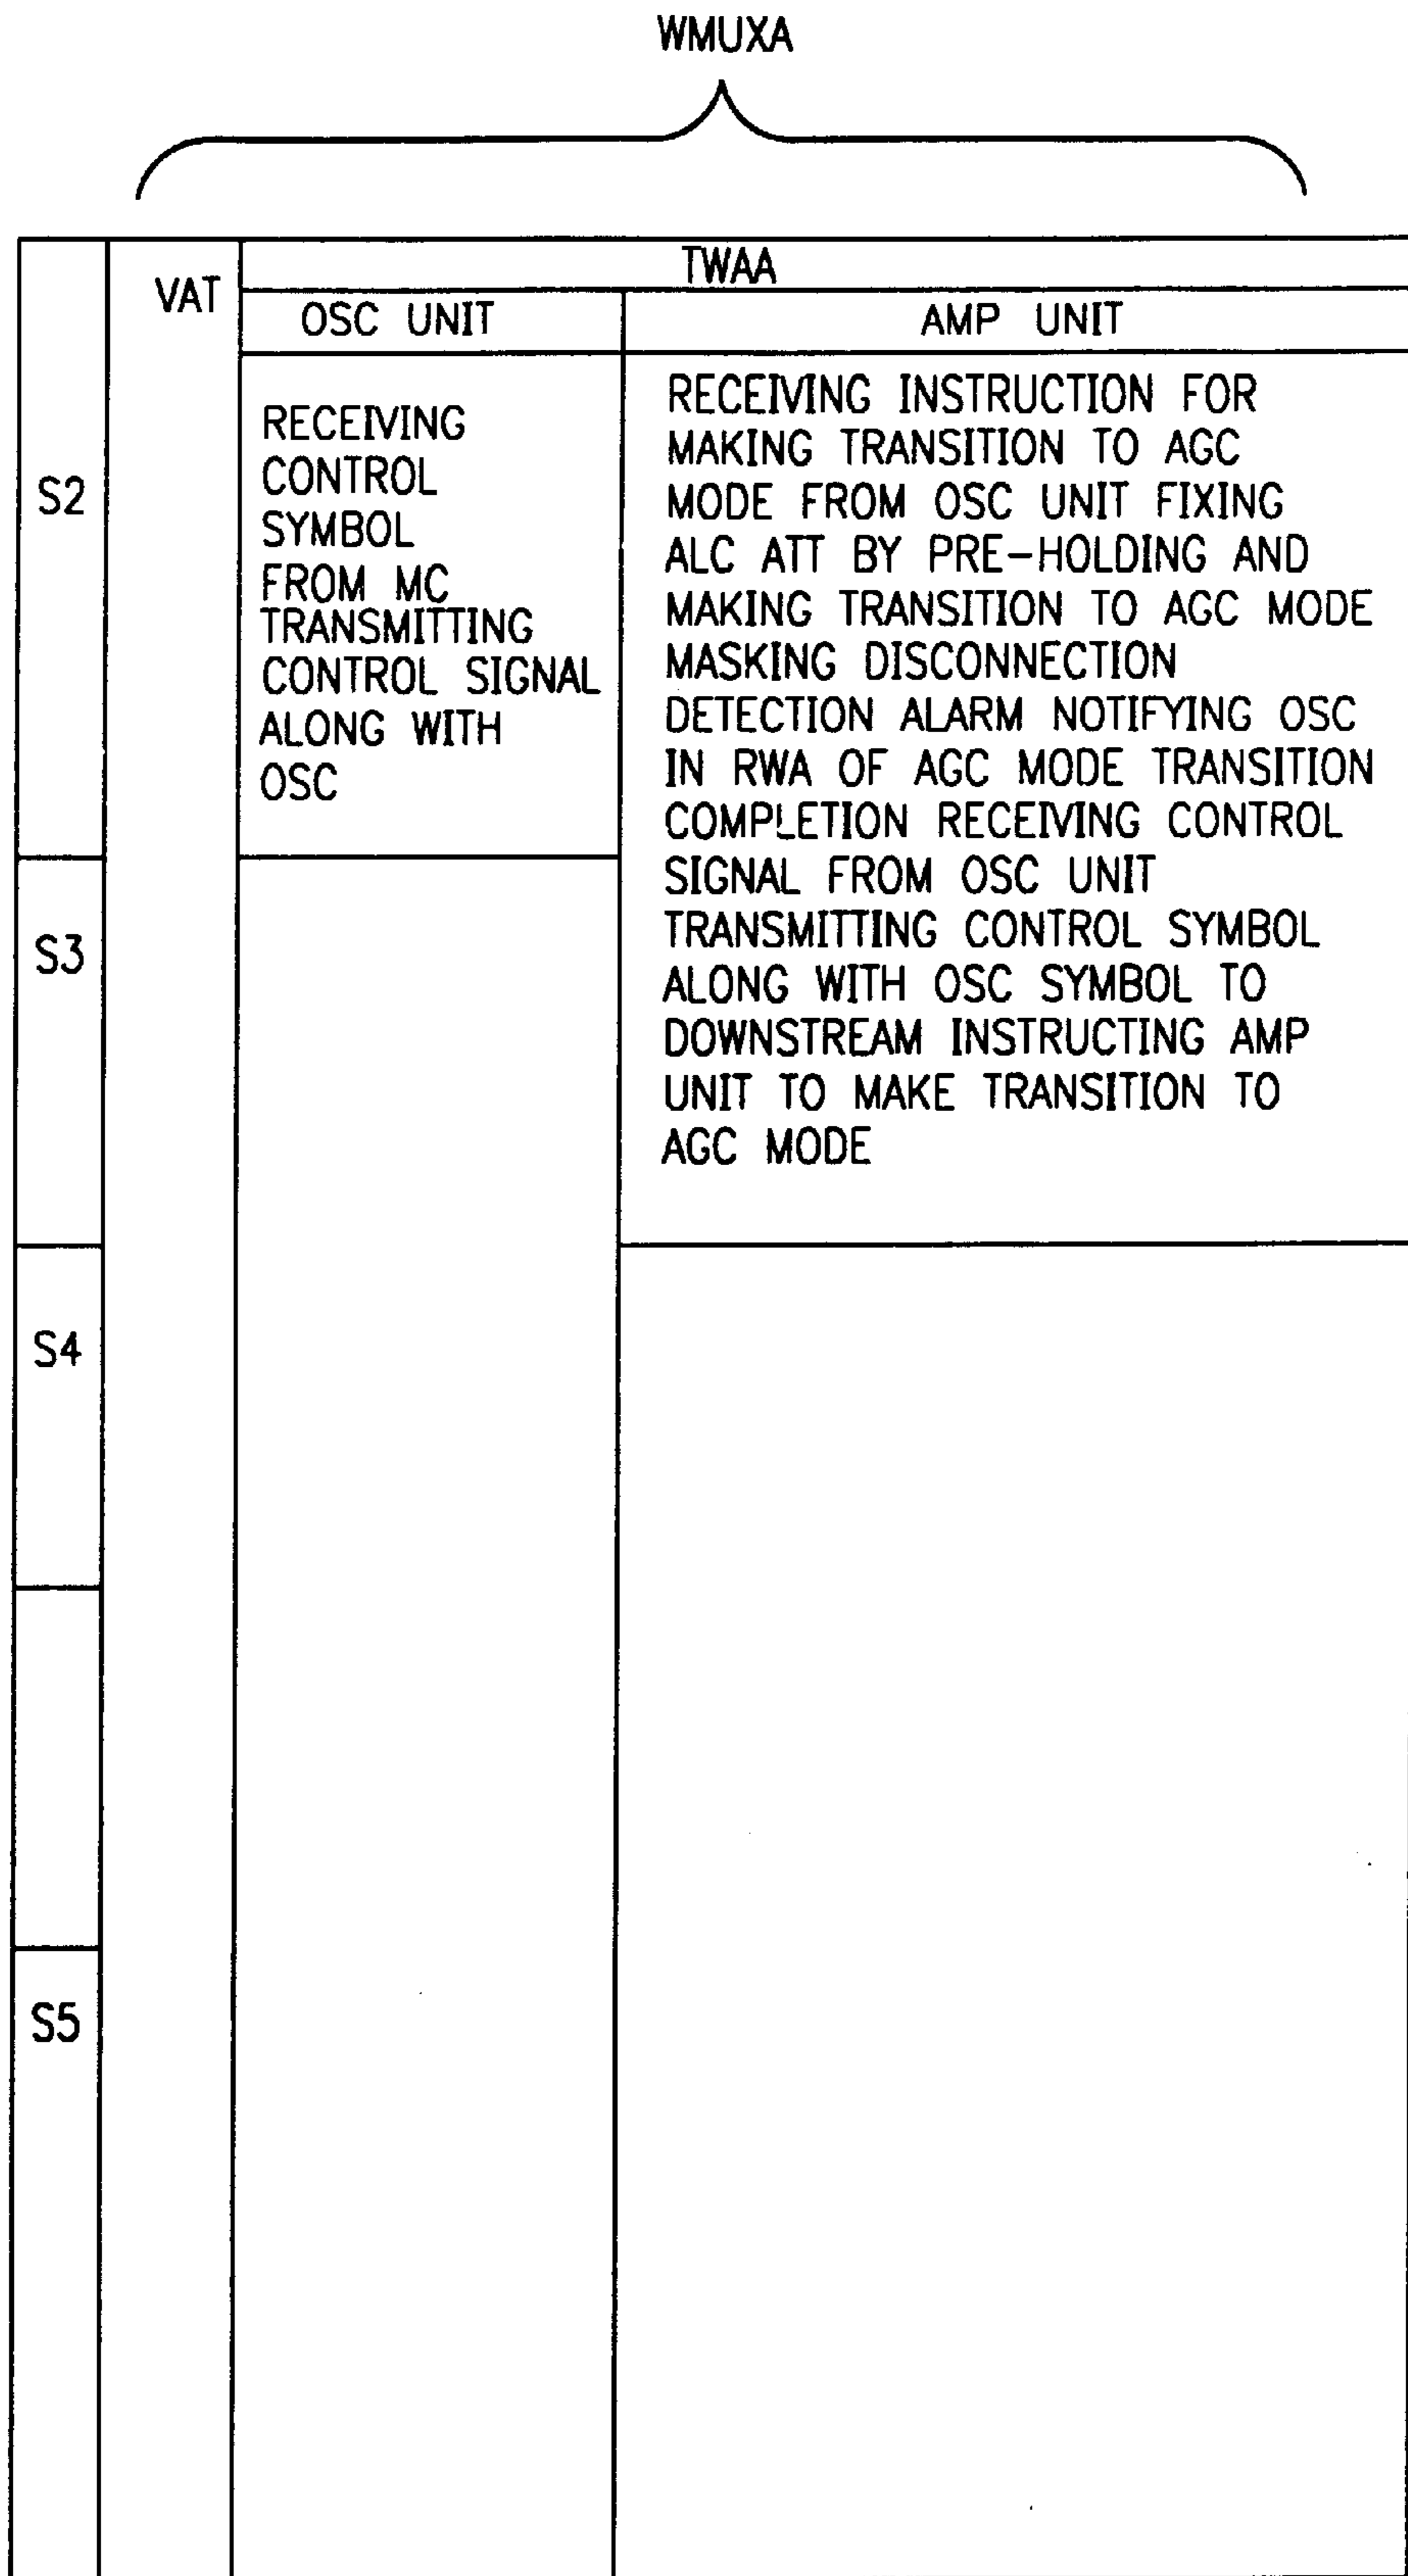 WMUXA
TWAA
VAT
OSC UNIT
AMP UNIT
S2
RECEIVING
CONTROL
SYMBOL
FROM MC
TRANSMITTING
CONTROL SIGNAL
ALONG WITH
OSC
RECEIVING INSTRUCTION FOR
MAKING TRANSITION TO AGC
MODE FROM OSC UNIT FIXING
ALC ATT BY PRE-HOLDING AND
MAKING TRANSITION TO AGC MODE
MASKING DISCONNECTION
DETECTION ALARM NOTIFYING OSC
IN RWA OF AGC MODE TRANSITION
COMPLETION RECEIVING CONTROL
SIGNAL FROM OSC UNIT
TRANSMITTING CONTROL SYMBOL
ALONG WITH OSC SYMBOL TO
DOWNSTREAM INSTRUCTING AMP
UNIT TO MAKE TRANSITION TO
AGC MODE
S3
S4
S5